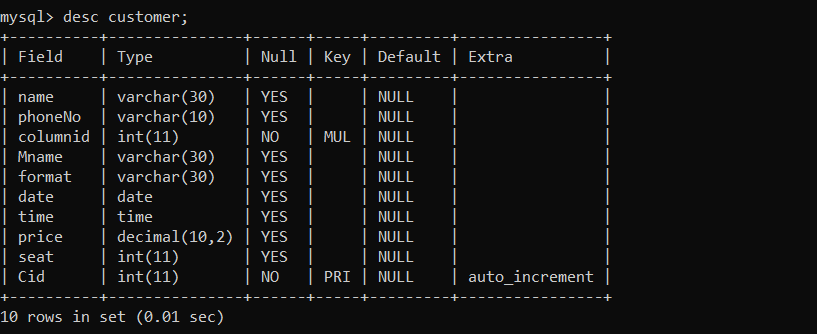 mysql> desc customer;
+----------+---------------+------+-----+---------+----------------+
| Field    | Type          | Null | Key | Default | Extra          |
+----------+---------------+------+-----+---------+----------------+
| name     | varchar(30)   | YES  |     | NULL    |                |
| phoneNo  | varchar(10)   | YES  |     | NULL    |                |
| columnid | int(11)       | NO   | MUL | NULL    |                |
| Mname    | varchar(30)   | YES  |     | NULL    |                |
| format   | varchar(30)   | YES  |     | NULL    |                |
| date     | date          | YES  |     | NULL    |                |
| time     | time          | YES  |     | NULL    |                |
| price    | decimal(10,2) | YES  |     | NULL    |                |
| seat     | int(11)       | YES  |     | NULL    |                |
| Cid      | int(11)       | NO   | PRI | NULL    | auto_increment |
+----------+---------------+------+-----+---------+----------------+
10 rows in set (0.01 sec)